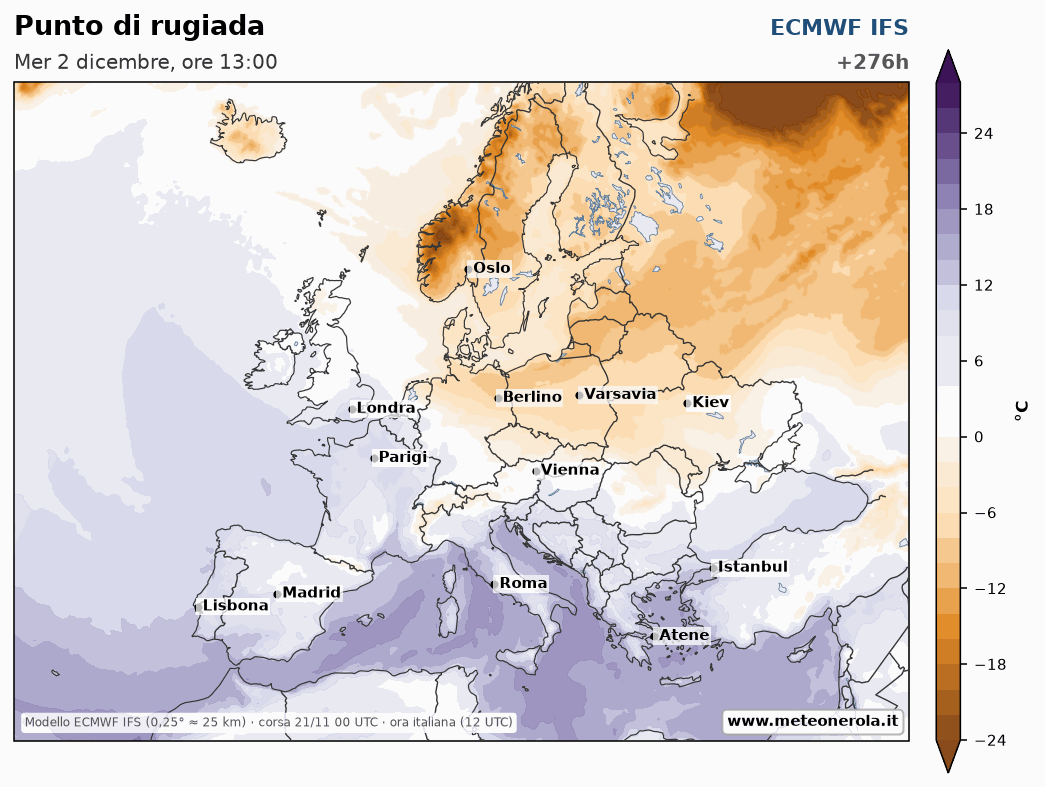 Punto di rugiada
ECMWF IFS
Mer 2 dicembre, ore 13:00
+276h
Oslo
Londra
Berlino
Varsavia
Kiev
Parigi
Vienna
Istanbul
Lisbona
Madrid
Roma
Atene
Modello ECMWF IFS (0,25° ≈ 25 km) · corsa 21/11 00 UTC · ora italiana (12 UTC)
www.meteonerola.it
24
18
12
6
0
−6
−12
−18
−24
°C